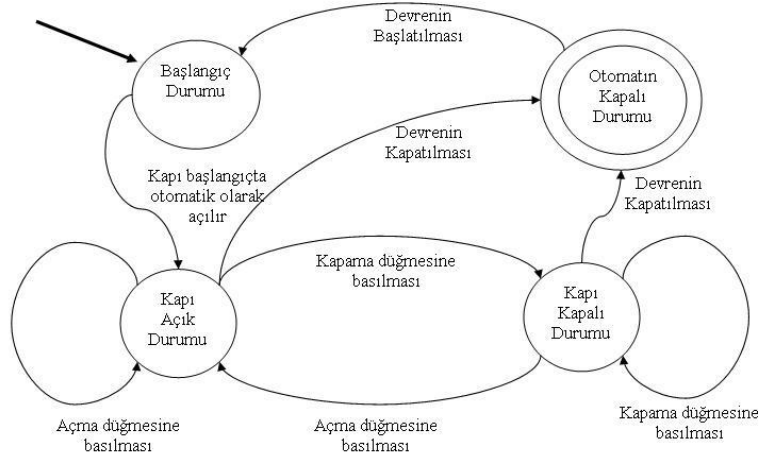 Devrenin
Başlatılması
Başlangıç
Durumu
Otomatın
Kapalı
Durumu
Devrenin
Kapatılması
Kapı başlangıçta
otomatik olarak
açılır
Devrenin
Kapatılması
Kapama düğmesine
basılması
Kapı
Açık
Durumu
Kapı
Kapalı
Durumu
Açma düğmesine
basılması
Açma düğmesine
basılması
Kapama düğmesine
basılması